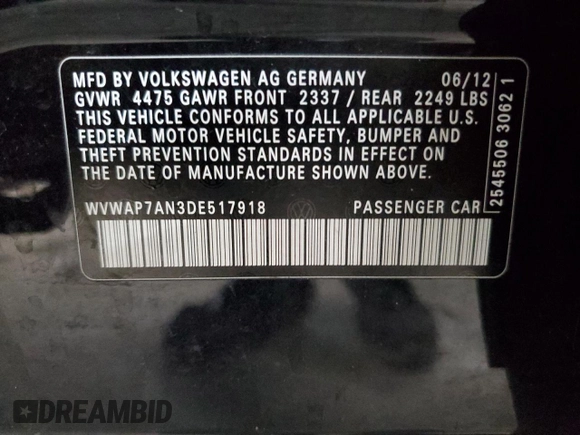 MFD BY VOLKSWAGEN AG GERMANY 06/12
GVWR 4475 GAWR FRONT 2337 / REAR 2249 LBS
THIS VEHICLE CONFORMS TO ALL APPLICABLE U.S.
FEDERAL MOTOR VEHICLE SAFETY, BUMPER AND
THEFT PREVENTION STANDARDS IN EFFECT ON
THE DATE OF MANUFACTURE SHOWN ABOVE.
WVWAP7AN3DE517918 PASSENGER CAR
2545506 30621
DREAMBID